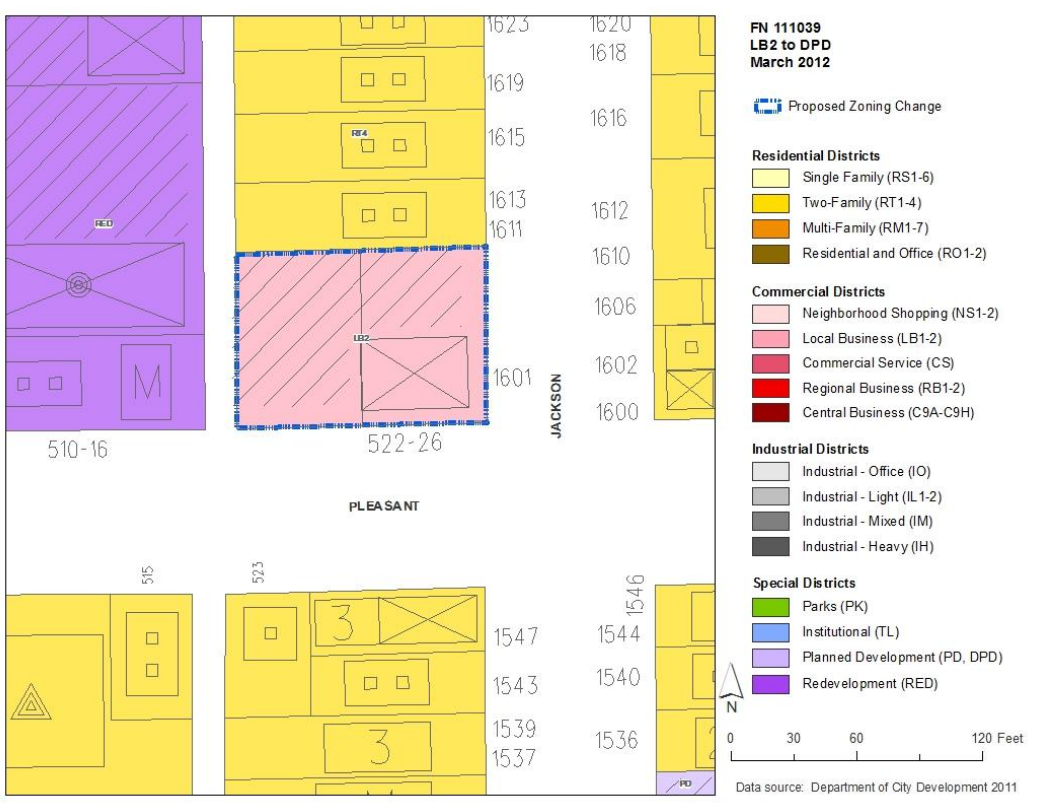 1623
1620
1618
1619
1616
RT4
1615
1613
1612
1611
RED
1610
1606
LB2
1602
1601
M
1600
JACKSON
510-16
522-26
PLEASANT
515
523
1546
3
1547
1544
1543
1540
1539
3
1536
2
1537
M
PD
FN 111039
LB2 to DPD
March 2012
Proposed Zoning Change
Residential Districts
Single Family (RS1-6)
Two-Family (RT1-4)
Multi-Family (RM1-7)
Residential and Office (RO1-2)
Commercial Districts
Neighborhood Shopping (NS1-2)
Local Business (LB1-2)
Commercial Service (CS)
Regional Business (RB1-2)
Central Business (C9A-C9H)
Industrial Districts
Industrial - Office (IO)
Industrial - Light (IL1-2)
Industrial - Mixed (IM)
Industrial - Heavy (IH)
Special Districts
Parks (PK)
Institutional (TL)
Planned Development (PD, DPD)
Redevelopment (RED)
N
0 30 60 120 Feet
Data source: Department of City Development 2011